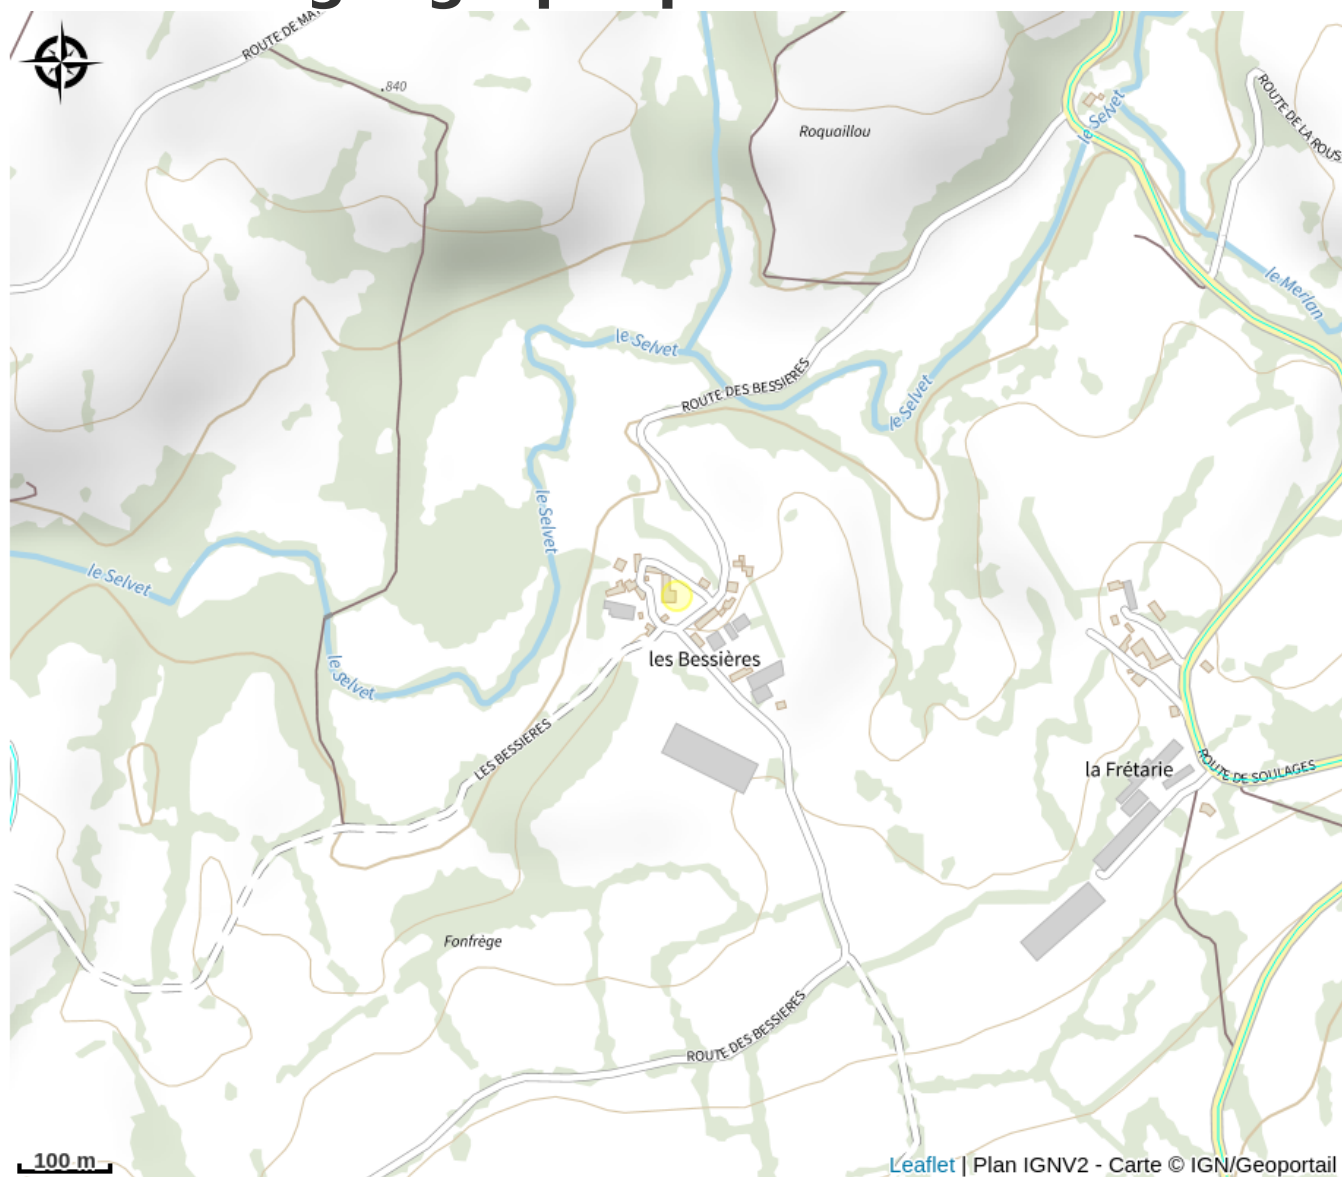 ROUTE DE MAT
840
Roquaillou
le Selvet
ROUTE DE LA ROUS
le Merlan
le Selvet
ROUTE DES BESSIERES
le Selvet
le Selvet
le Selvet
les Bessières
le Selvet
LES BESSIERES
la Frétarie
ROUTE DE SOULAGES
Fonfrège
ROUTE DES BESSIERES
100 m
Leaflet | Plan IGNV2 - Carte © IGN/Geoportail